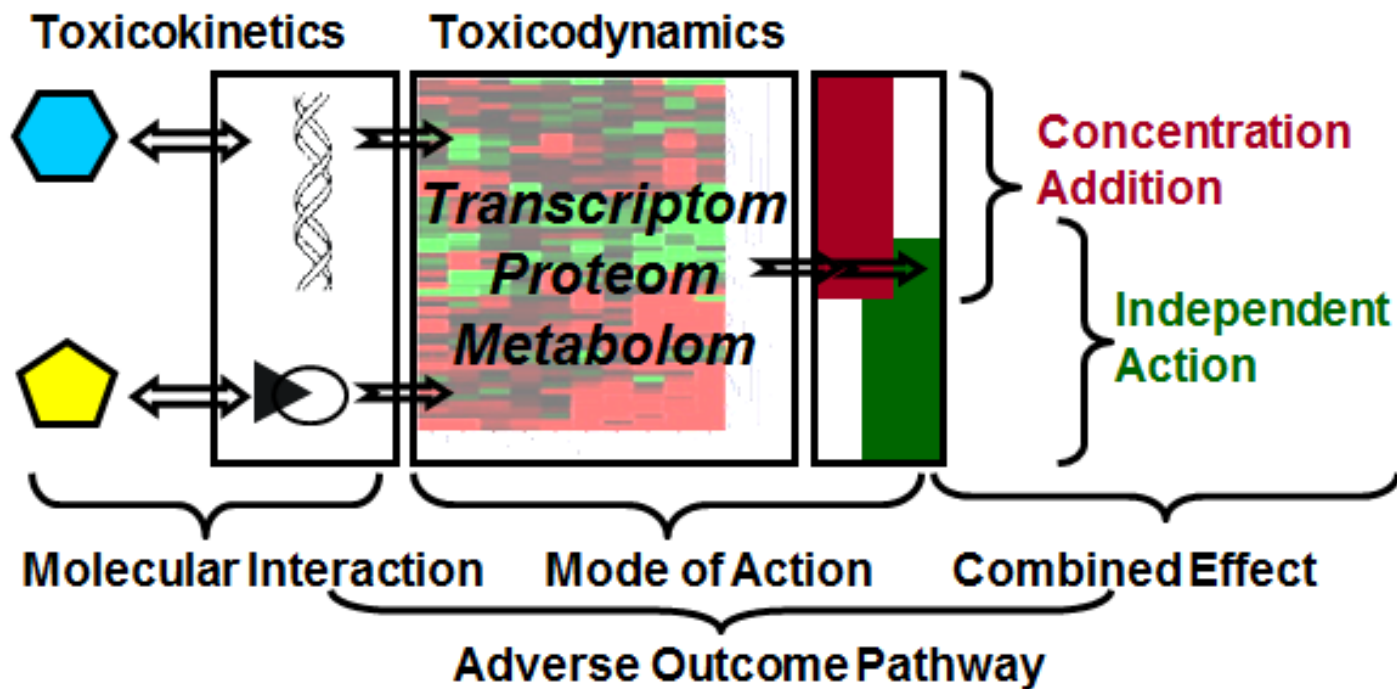 Toxicokinetics
Toxicodynamics
Transcriptom
Proteom
Metabolom
Concentration
Addition
Independent
Action
Molecular Interaction
Mode of Action
Combined Effect
Adverse Outcome Pathway